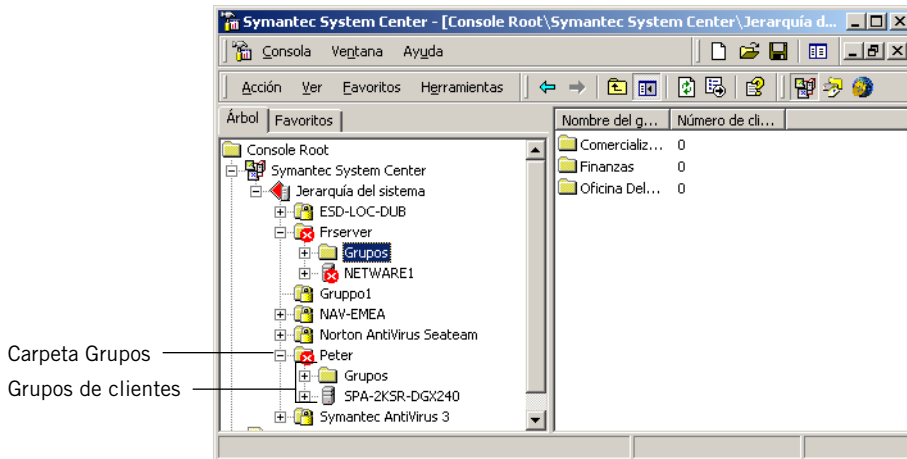 Symantec System Center - [Console Root\Symantec System Center\Jerarquía d...
Consola Ventana Ayuda
Acción Ver Favoritos Herramientas
Árbol Favoritos
Nombre del g... Número de cli...
Console Root
Symantec System Center
Jerarquía del sistema
ESD-LOC-DUB
Frserver
Grupos
NETWARE1
Gruppo1
NAV-EMEA
Norton AntiVirus Seateam
Peter
Grupos
SPA-2KSR-DGX240
Symantec AntiVirus 3
Comercializ... 0
Finanzas 0
Oficina Del... 0
Carpeta Grupos
Grupos de clientes